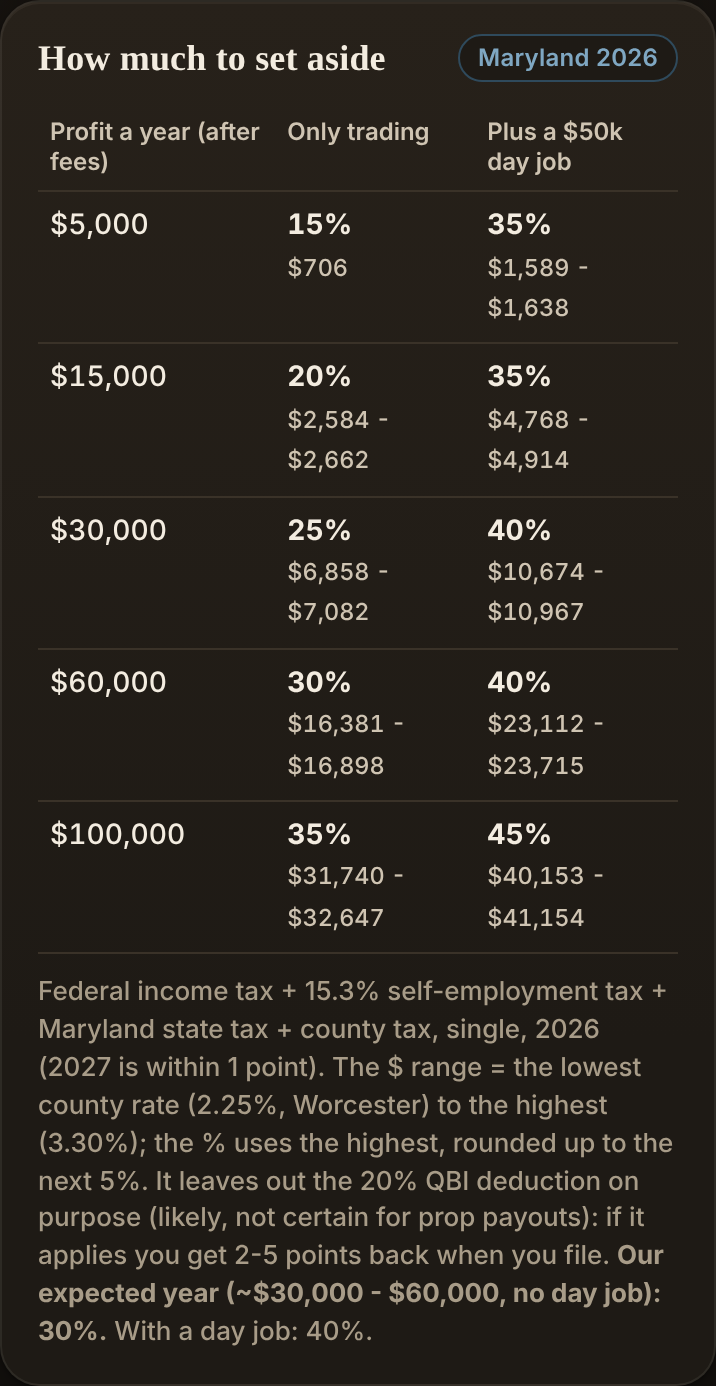 How much to set aside
Maryland 2026
Profit a year (after fees)
Only trading
Plus a $50k day job
$5,000
15%
$706
35%
$1,589 -
$1,638
$15,000
20%
$2,584 -
$2,662
35%
$4,768 -
$4,914
$30,000
25%
$6,858 -
$7,082
40%
$10,674 -
$10,967
$60,000
30%
$16,381 -
$16,898
40%
$23,112 -
$23,715
$100,000
35%
$31,740 -
$32,647
45%
$40,153 -
$41,154
Federal income tax + 15.3% self-employment tax +
Maryland state tax + county tax, single, 2026
(2027 is within 1 point). The $ range = the lowest
county rate (2.25%, Worcester) to the highest
(3.30%); the % uses the highest, rounded up to the
next 5%. It leaves out the 20% QBI deduction on
purpose (likely, not certain for prop payouts): if it
applies you get 2-5 points back when you file. Our
expected year (~$30,000 - $60,000, no day job):
30%. With a day job: 40%.